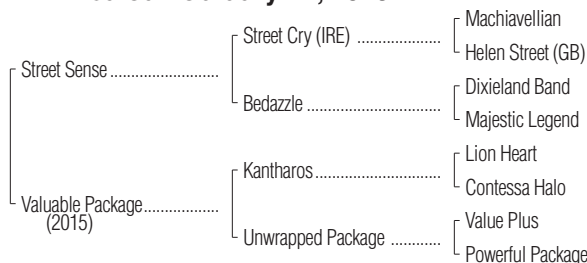 Machiavellian
Street Cry (IRE) ..................
Helen Street (GB)
Street Sense ........................
Dixieland Band
Bedazzle .............................
Majestic Legend
Lion Heart
Kantharos............................
Contessa Halo
Valuable Package................
(2015)
Value Plus
Unwrapped Package ...........
Powerful Package